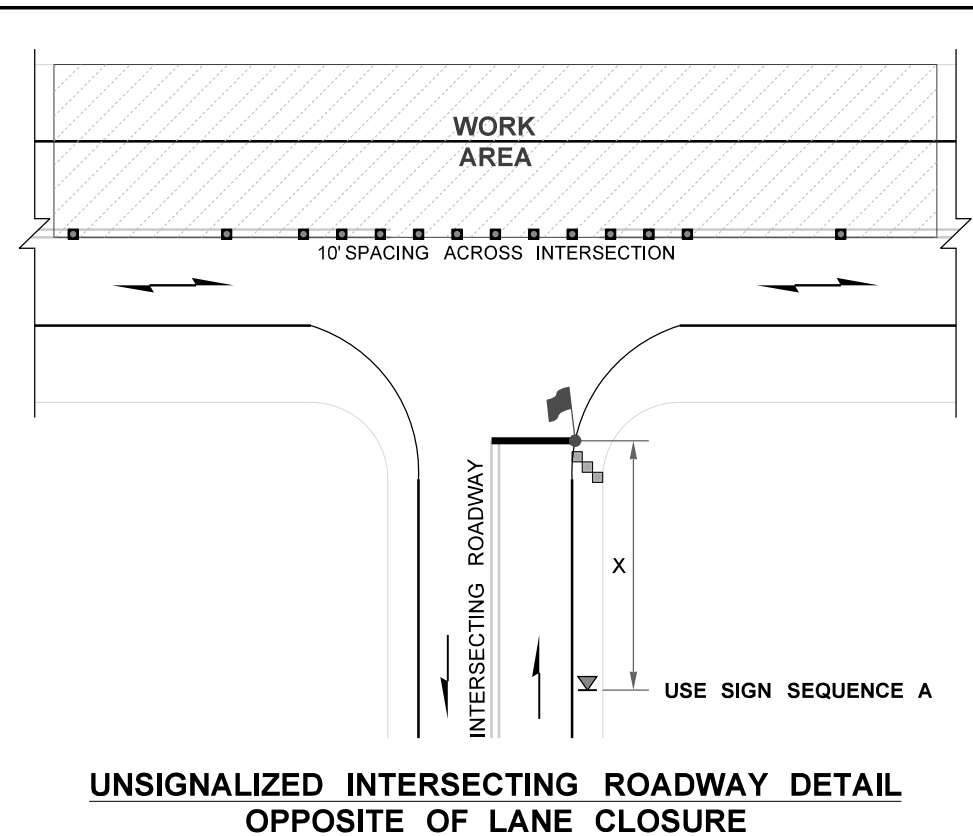 WORK
AREA
10' SPACING ACROSS INTERSECTION
INTERSECTING ROADWAY
X
USE SIGN SEQUENCE A
UNSIGNALIZED INTERSECTING ROADWAY DETAIL
OPPOSITE OF LANE CLOSURE